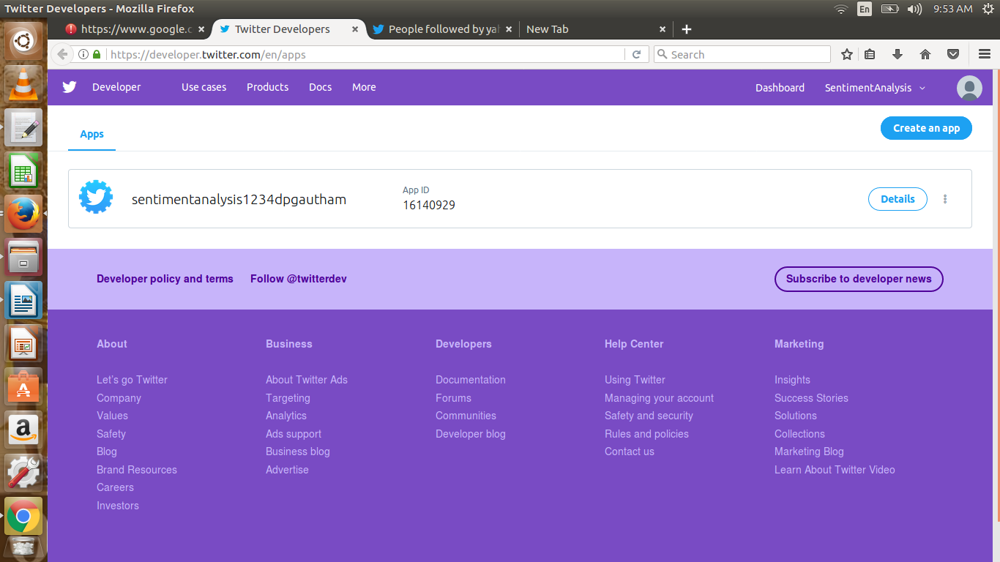 Twitter Developers - Mozilla Firefox
En
9:53 AM
https://www.google.c
Twitter Developers
People followed by yah
New Tab
https://developer.twitter.com/en/apps
Search
Developer
Use cases
Products
Docs
More
Dashboard
SentimentAnalysis
Apps
Create an app
sentimentanalysis1234dpgautham
App ID
16140929
Details
Developer policy and terms
Follow @twitterdev
Subscribe to developer news
About
Let's go Twitter
Company
Values
Safety
Blog
Brand Resources
Careers
Investors
Business
About Twitter Ads
Targeting
Analytics
Ads support
Business blog
Advertise
Developers
Documentation
Forums
Communities
Developer blog
Help Center
Using Twitter
Managing your account
Safety and security
Rules and policies
Contact us
Marketing
Insights
Success Stories
Solutions
Collections
Marketing Blog
Learn About Twitter Video